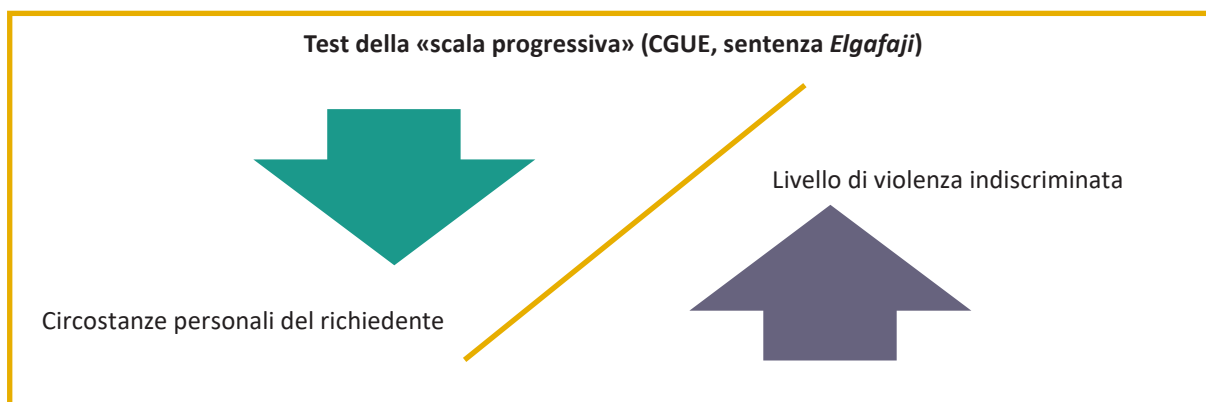 Test della «scala progressiva» (CGUE, sentenza Elgafaji)
Livello di violenza indiscriminata
Circostanze personali del richiedente